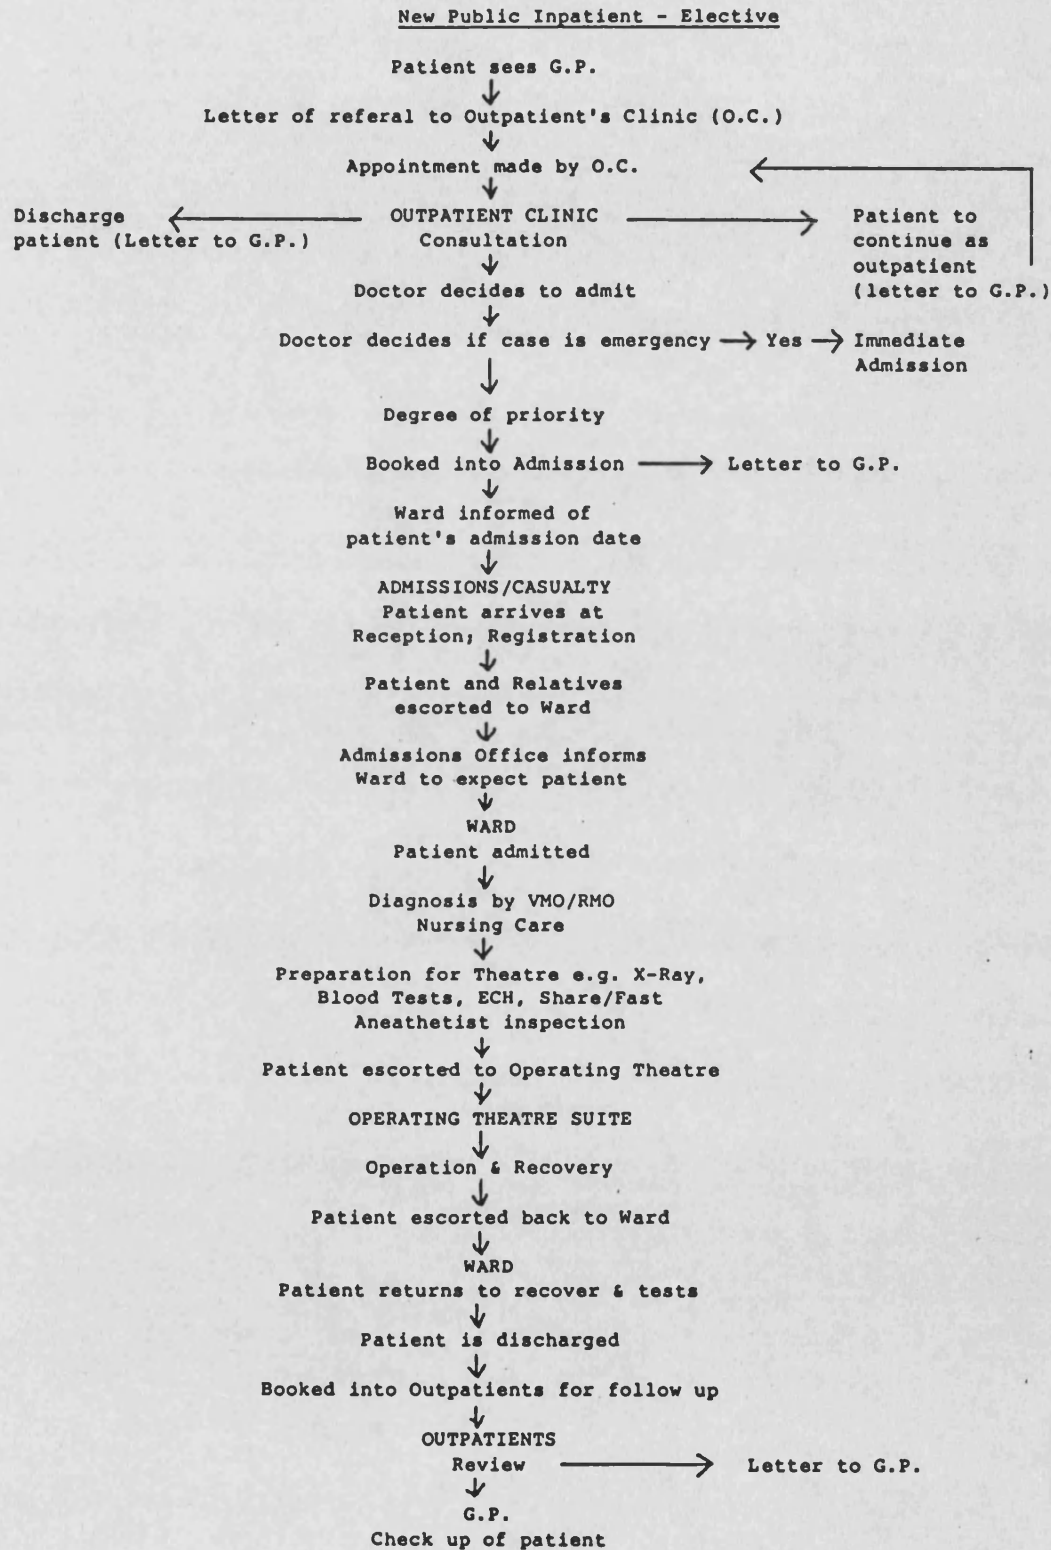 New Public Inpatient - Elective
Patient sees G.P.
Letter of referal to Outpatient's Clinic (O.C.)
Appointment made by O.C.
Discharge
patient (Letter to G.P.)
OUTPATIENT CLINIC
Consultation
Patient to
continue as
outpatient
(letter to G.P.)
Doctor decides to admit
Doctor decides if case is emergency
Yes
Immediate
Admission
Degree of priority
Booked into Admission
Letter to G.P.
Ward informed of
patient's admission date
ADMISSIONS/CASUALTY
Patient arrives at
Reception; Registration
Patient and Relatives
escorted to Ward
Admissions Office informs
Ward to expect patient
WARD
Patient admitted
Diagnosis by VMO/RMO
Nursing Care
Preparation for Theatre e.g. X-Ray,
Blood Tests, ECH, Share/Fast
Aneathetist inspection
Patient escorted to Operating Theatre
OPERATING THEATRE SUITE
Operation & Recovery
Patient escorted back to Ward
WARD
Patient returns to recover & tests
Patient is discharged
Booked into Outpatients for follow up
OUTPATIENTS
Review
Letter to G.P.
G.P.
Check up of patient